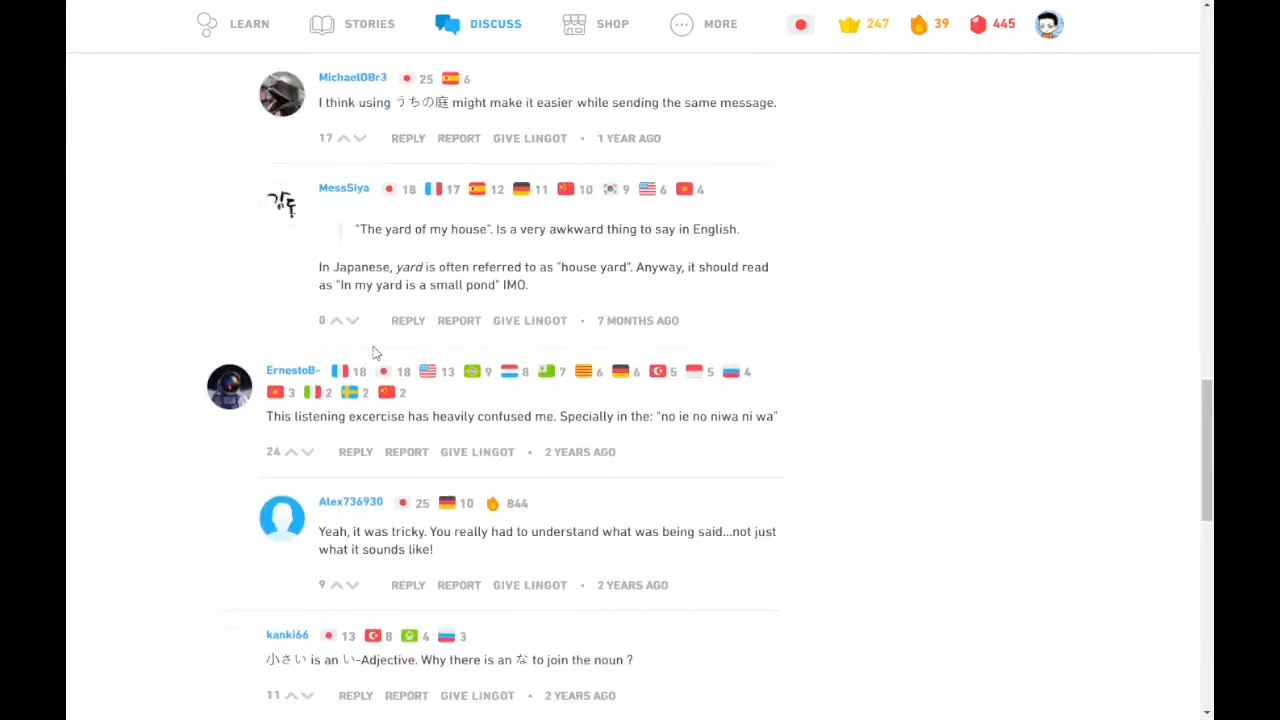 LEARN STORIES DISCUSS SHOP MORE 247 39 445
MichaelOBr3 25 6
I think using うちの庭 might make it easier while sending the same message.
17 REPLY REPORT GIVE LINGOT • 1 YEAR AGO
MessSiya 18 17 12 11 10 9 6 4
감동
"The yard of my house". Is a very awkward thing to say in English.
In Japanese, yard is often referred to as "house yard". Anyway, it should read
as "In my yard is a small pond" IMO.
0 REPLY REPORT GIVE LINGOT • 7 MONTHS AGO
ErnestoB- 18 18 13 9 8 7 6 6 5 5 4
3 2 2 2
This listening excercise has heavily confused me. Specially in the: "no ie no niwa ni wa"
24 REPLY REPORT GIVE LINGOT • 2 YEARS AGO
Alex736930 25 10 844
Yeah, it was tricky. You really had to understand what was being said...not just
what it sounds like!
9 REPLY REPORT GIVE LINGOT • 2 YEARS AGO
kanki66 13 8 4 3
小さい is an い-Adjective. Why there is an な to join the noun ?
11 REPLY REPORT GIVE LINGOT • 2 YEARS AGO